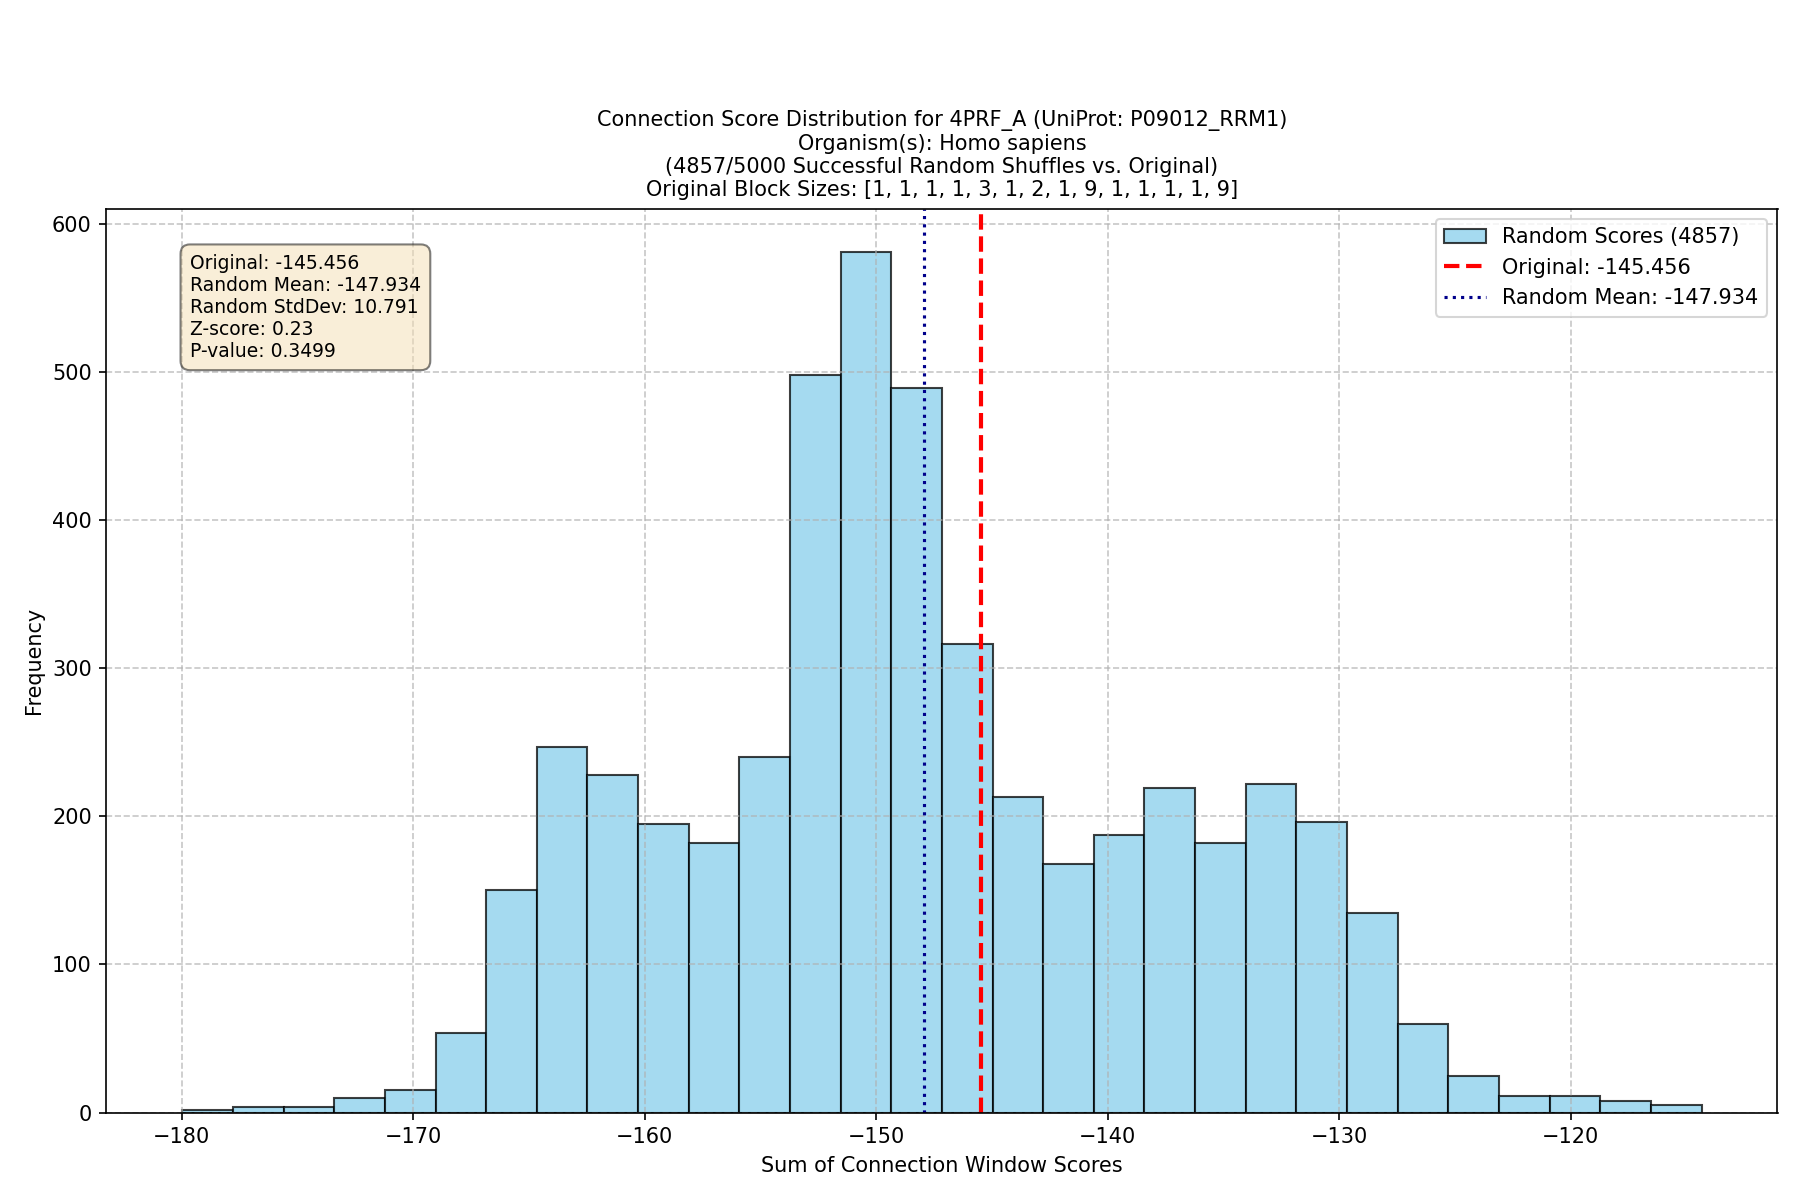 Connection Score Distribution for 4PRF_A (UniProt: P09012_RRM1)
Organism(s): Homo sapiens
(4857/5000 Successful Random Shuffles vs. Original)
Original Block Sizes: [1, 1, 1, 1, 3, 1, 2, 1, 9, 1, 1, 1, 1, 9]
Original: -145.456
Random Mean: -147.934
Random StdDev: 10.791
Z-score: 0.23
P-value: 0.3499
Random Scores (4857)
Original: -145.456
Random Mean: -147.934
Frequency
600
500
400
300
200
100
0
−180
−170
−160
−150
−140
−130
−120
Sum of Connection Window Scores